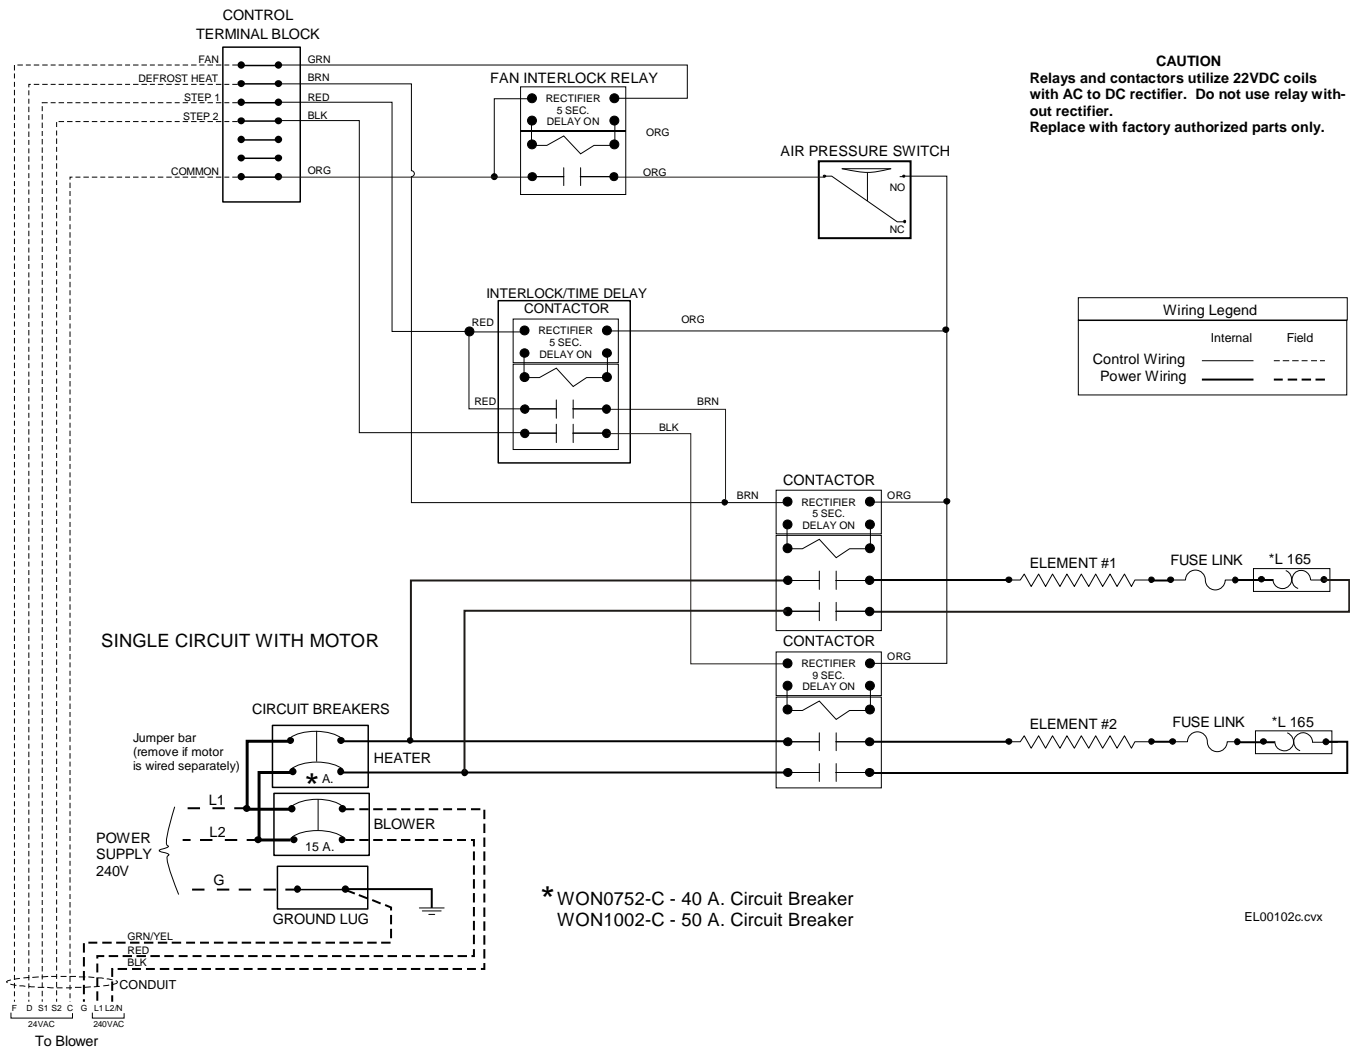 CONTROL
TERMINAL BLOCK
FAN
GRN
DEFROST HEAT
BRN
STEP 1
RED
STEP 2
BLK
COMMON
ORG
FAN INTERLOCK RELAY
RECTIFIER
5 SEC.
DELAY ON
ORG
ORG
AIR PRESSURE SWITCH
NO
NC
CAUTION
Relays and contactors utilize 22VDC coils
with AC to DC rectifier. Do not use relay with-
out rectifier.
Replace with factory authorized parts only.
INTERLOCK/TIME DELAY
CONTACTOR
RED
RECTIFIER
5 SEC.
DELAY ON
ORG
RED
BRN
BLK
Wiring Legend
Internal Field
Control Wiring
Power Wiring
CONTACTOR
BRN
RECTIFIER
5 SEC.
DELAY ON
ORG
ELEMENT #1
FUSE LINK
*L 165
CONTACTOR
RECTIFIER
9 SEC.
DELAY ON
ORG
ELEMENT #2
FUSE LINK
*L 165
SINGLE CIRCUIT WITH MOTOR
CIRCUIT BREAKERS
Jumper bar
(remove if motor
is wired separately)
HEATER
* A.
L1
BLOWER
L2
15 A.
POWER
SUPPLY
240V
G
GROUND LUG
*WON0752-C - 40 A. Circuit Breaker
WON1002-C - 50 A. Circuit Breaker
EL00102c.cvx
GRN/YEL
RED
BLK
CONDUIT
F D S1 S2 C G L1 L2/N
24VAC 240VAC
To Blower